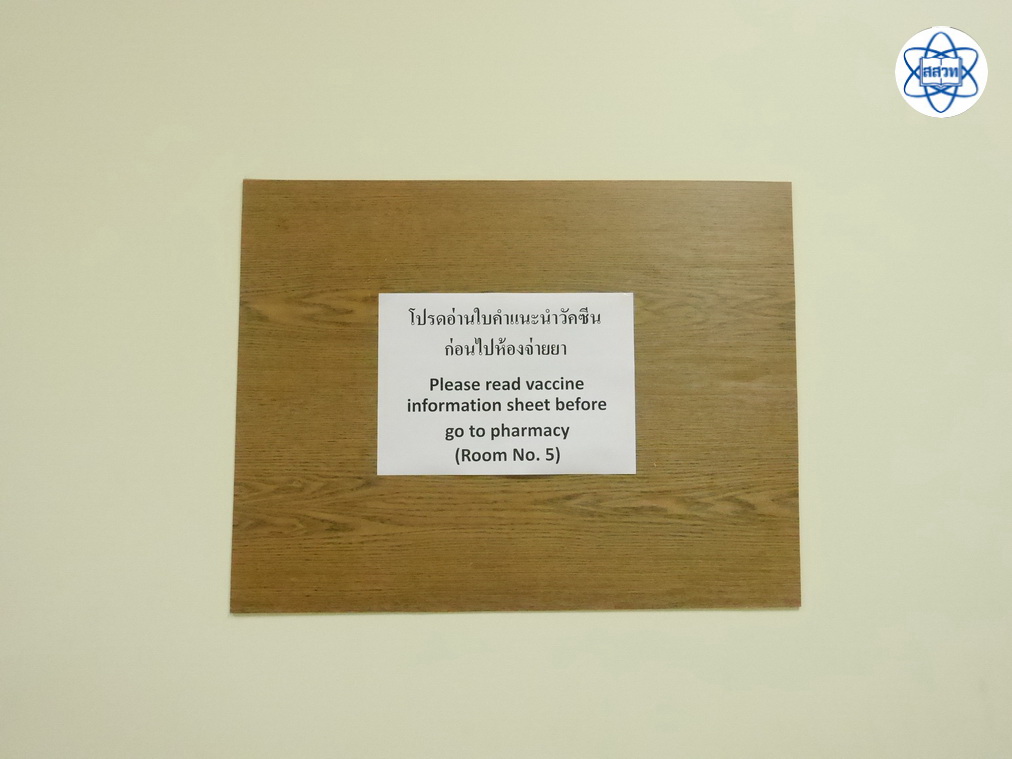 สสวท
โปรดอ่านใบคำแนะนำวัคซีน
ก่อนไปห้องจ่ายยา
Please read vaccine
information sheet before
go to pharmacy
(Room No. 5)